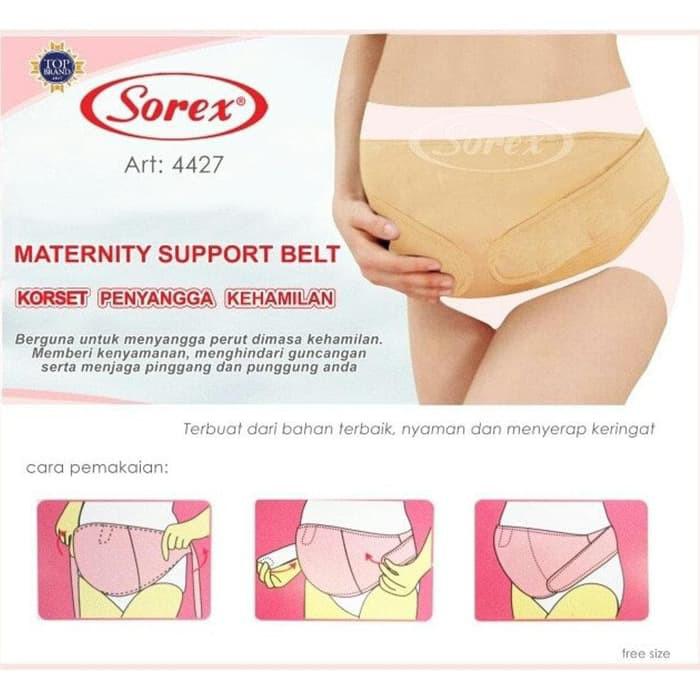 TOP
BRAND
Sorex®
Art: 4427
Sorex®
MATERNITY SUPPORT BELT
KORSET PENYANGGA KEHAMILAN
Berguna untuk menyangga perut dimasa kehamilan.
Memberi kenyamanan, menghindari guncangan
serta menjaga pinggang dan punggung anda
Terbuat dari bahan terbaik, nyaman dan menyerap keringat
cara pemakaian:
free size